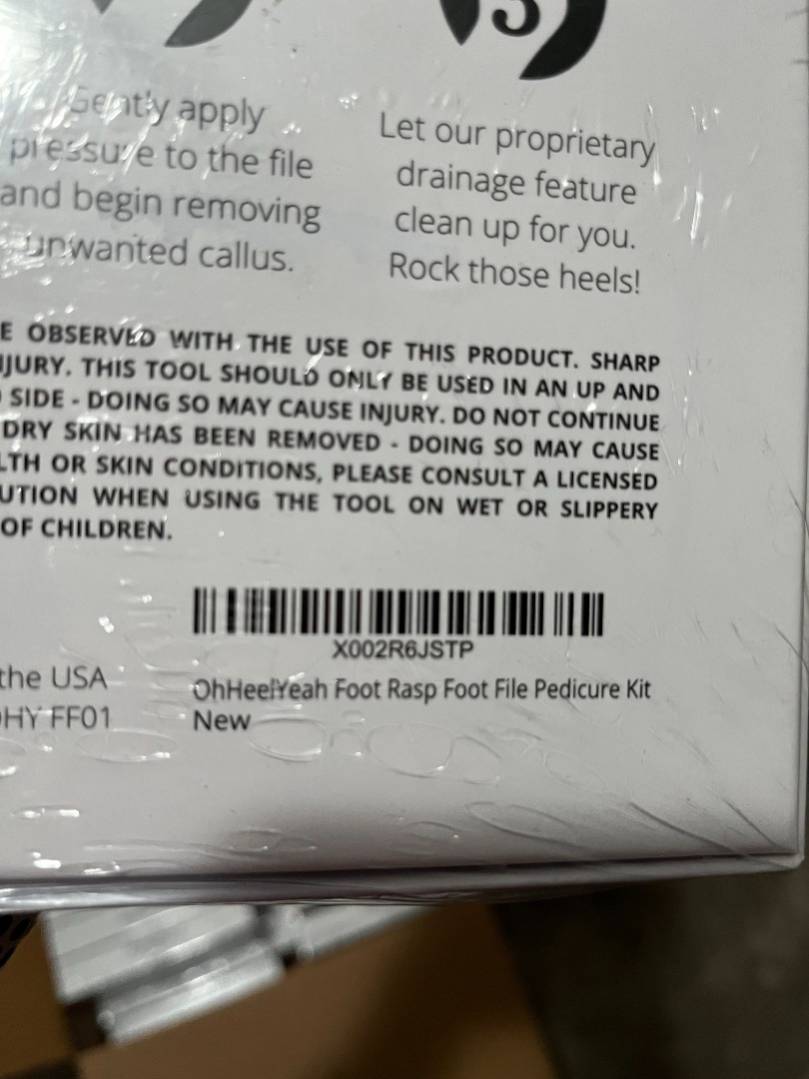 3
Gently apply
pressure to the file
and begin removing
unwanted callus.
Let our proprietary
drainage feature
clean up for you.
Rock those heels!
E OBSERVED WITH THE USE OF THIS PRODUCT. SHARP
JURY. THIS TOOL SHOULD ONLY BE USED IN AN UP AND
SIDE - DOING SO MAY CAUSE INJURY. DO NOT CONTINUE
DRY SKIN HAS BEEN REMOVED - DOING SO MAY CAUSE
LTH OR SKIN CONDITIONS, PLEASE CONSULT A LICENSED
UTION WHEN USING THE TOOL ON WET OR SLIPPERY
OF CHILDREN.
X002R6JSTP
the USA
OhHeelYeah Foot Rasp Foot File Pedicure Kit
HY FF01
New